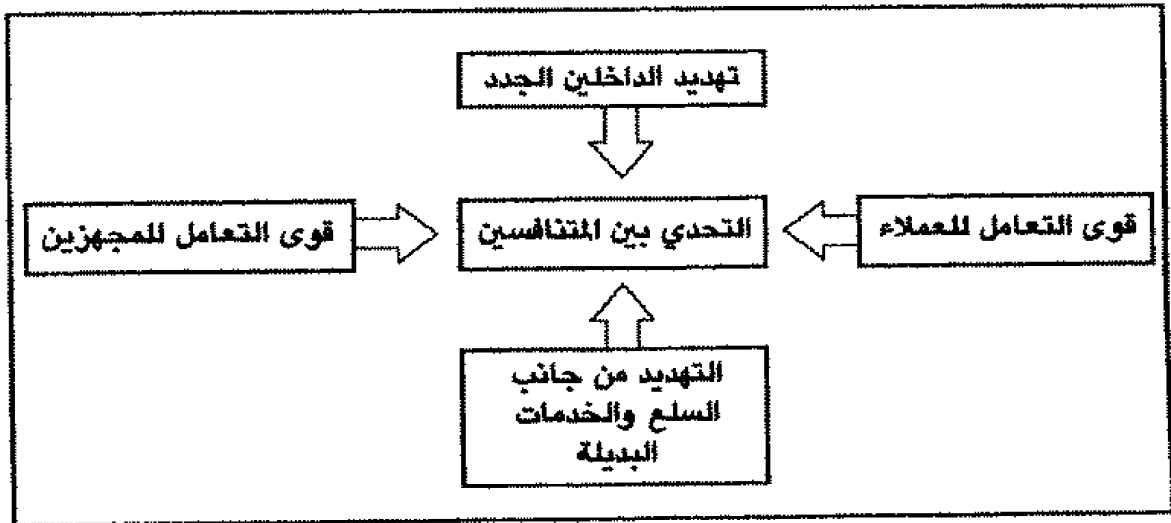 تهديد الداخلين الجدد
قوى التعامل للعملاء
التحدي بين المتنافسين
قوى التعامل للمجهزين
التهديد من جانب
السلع والخدمات
البديلة